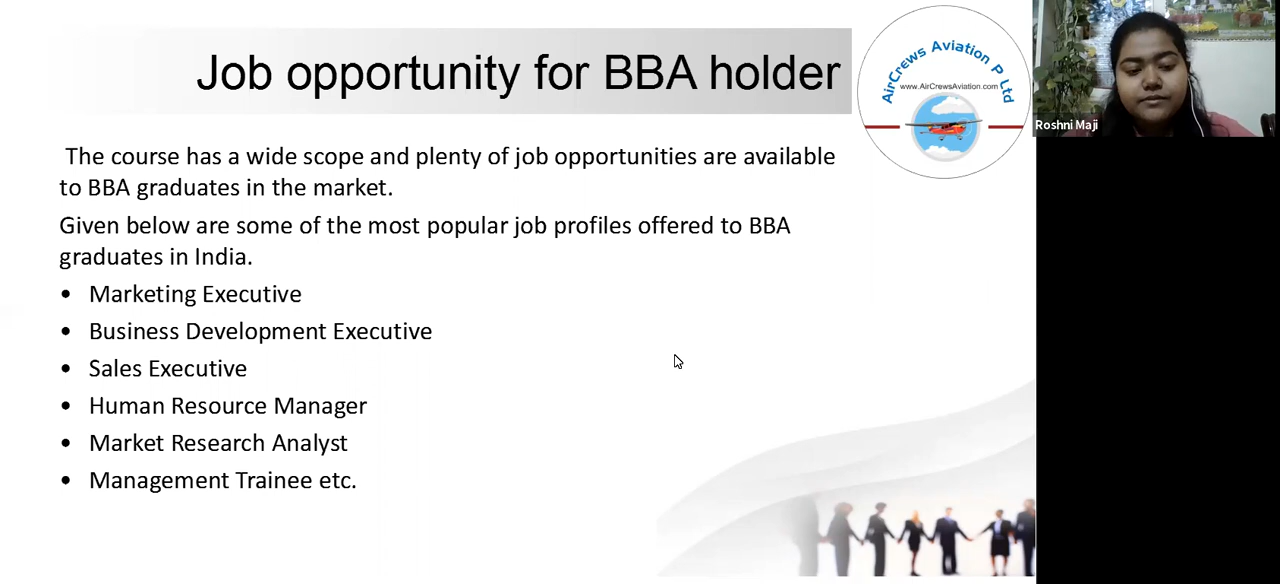 Job opportunity for BBA holder
AirCrews Aviation P Ltd
www.AirCrewsAviation.com
Roshni Maji
The course has a wide scope and plenty of job opportunities are available
to BBA graduates in the market.
Given below are some of the most popular job profiles offered to BBA
graduates in India.
• Marketing Executive
• Business Development Executive
• Sales Executive
• Human Resource Manager
• Market Research Analyst
• Management Trainee etc.